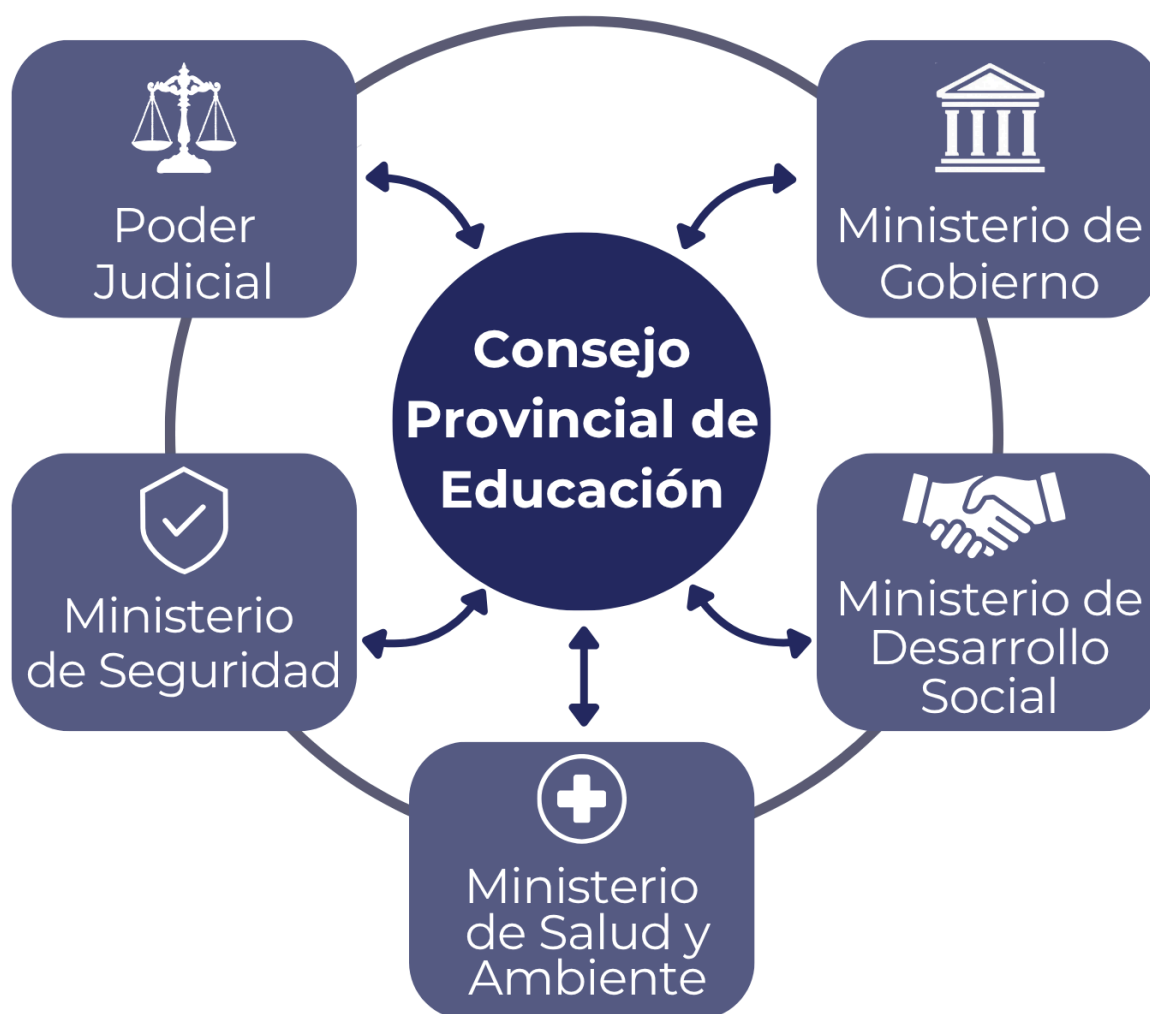 Poder
Judicial
Ministerio de
Gobierno
Consejo
Provincial de
Educación
Ministerio
de Seguridad
Ministerio de
Desarrollo
Social
Ministerio
de Salud y
Ambiente